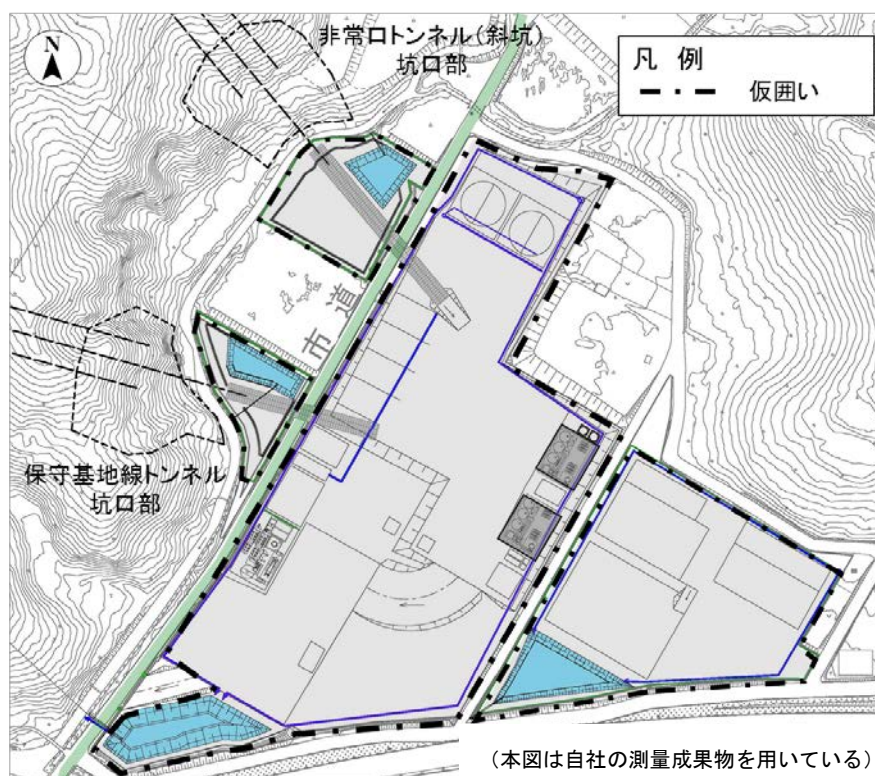 N
非常口トンネル(斜坑)
坑口部
凡 例
仮囲い
市道
保守基地線トンネル
坑口部
(本図は自社の測量成果物を用いている)